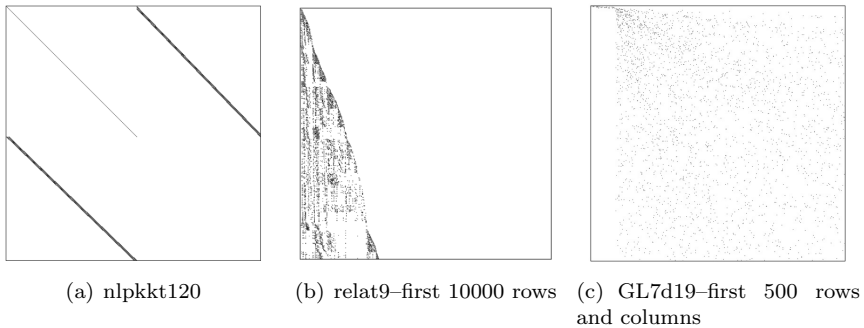 (a) nlpkkt120
(b) relat9–first 10000 rows
(c) GL7d19–first 500 rows
and columns